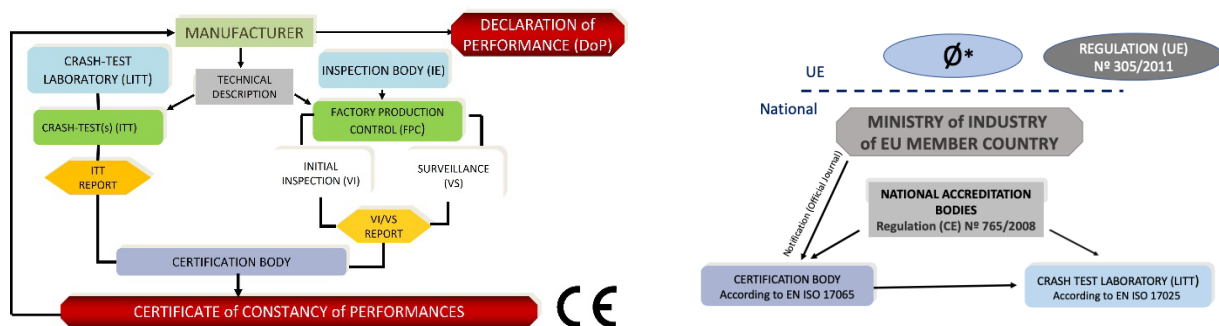 MANUFACTURER
DECLARATION of
PERFORMANCE (DoP)
CRASH-TEST
LABORATORY (LITT)
TECHNICAL
DESCRIPTION
INSPECTION BODY (IE)
CRASH-TEST(s) (ITT)
FACTORY PRODUCTION
CONTROL (FPC)
ITT
REPORT
INITIAL
INSPECTION (VI)
SURVEILLANCE
(VS)
VI/VS
REPORT
CERTIFICATION BODY
CERTIFICATE of CONSTANCY of PERFORMANCES
CE
Ø*
REGULATION (UE)
Nº 305/2011
UE
National
MINISTRY of INDUSTRY
of EU MEMBER COUNTRY
Notification (Official Journal)
NATIONAL ACCREDITATION
BODIES
Regulation (CE) Nº 765/2008
CERTIFICATION BODY
According to EN ISO 17065
CRASH TEST LABORATORY (LITT)
According to EN ISO 17025